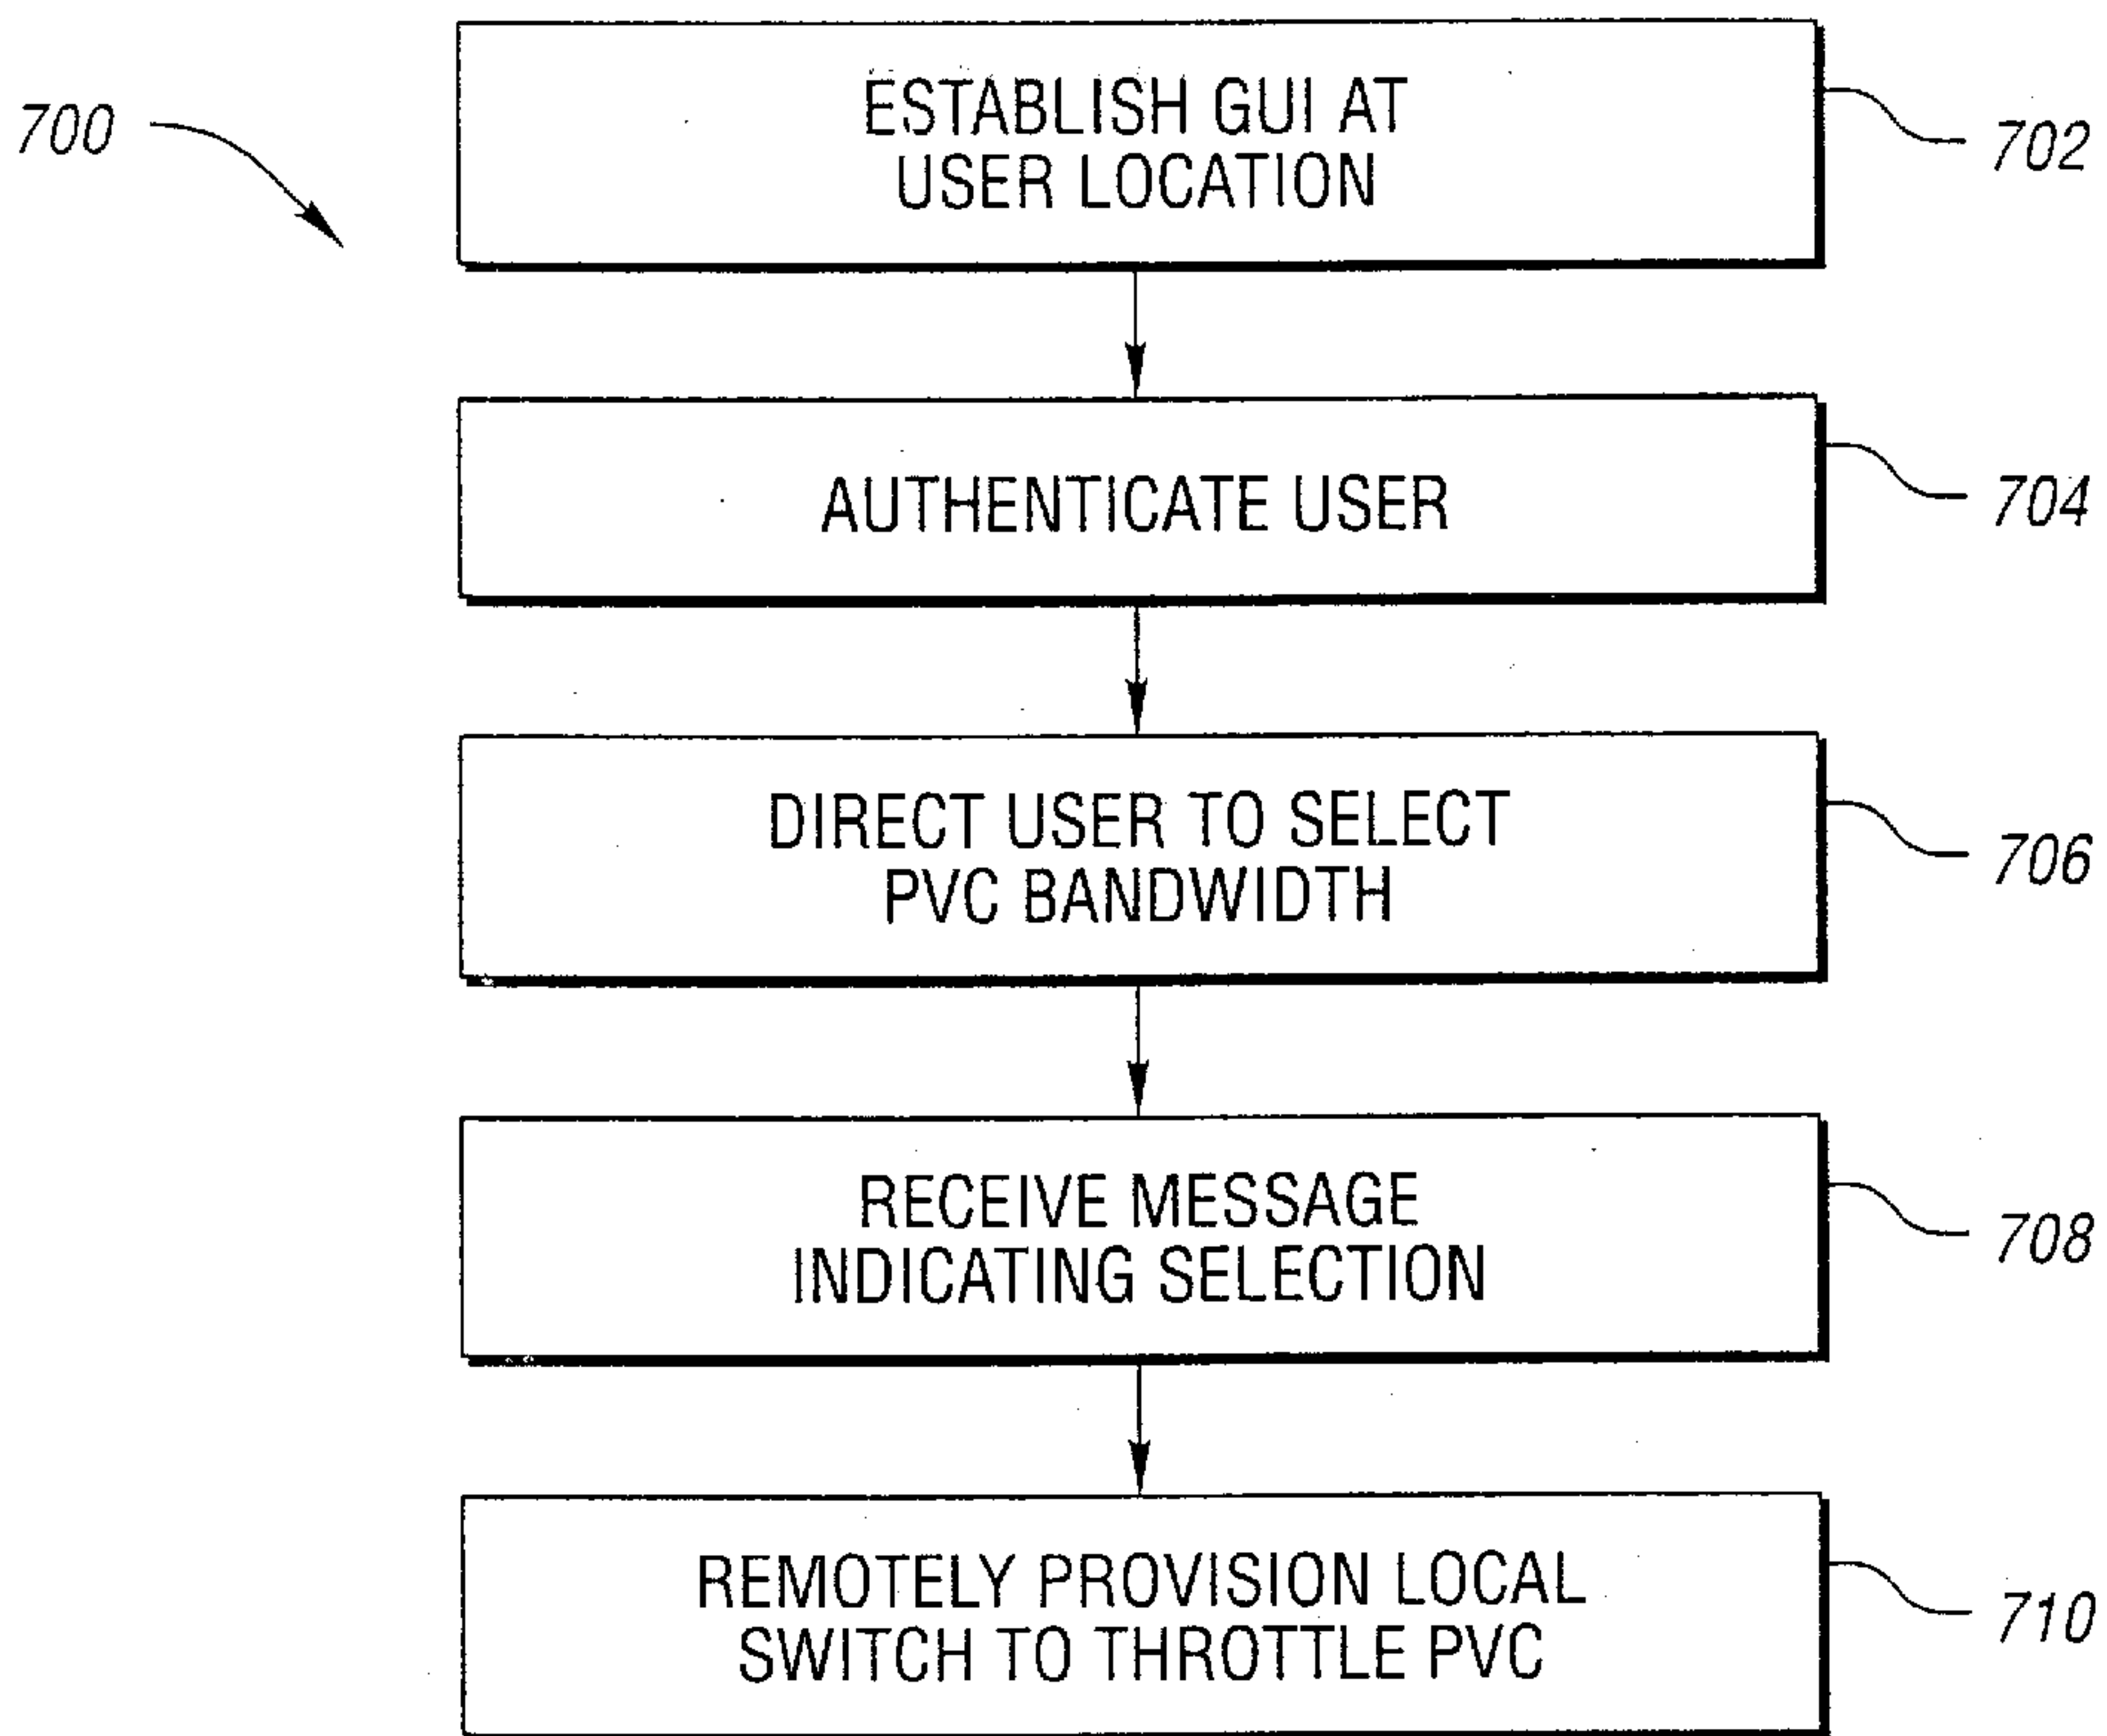 700
ESTABLISH GUI AT
USER LOCATION
702
AUTHENTICATE USER
704
DIRECT USER TO SELECT
PVC BANDWIDTH
706
RECEIVE MESSAGE
INDICATING SELECTION
708
REMOTELY PROVISION LOCAL
SWITCH TO THROTTLE PVC
710